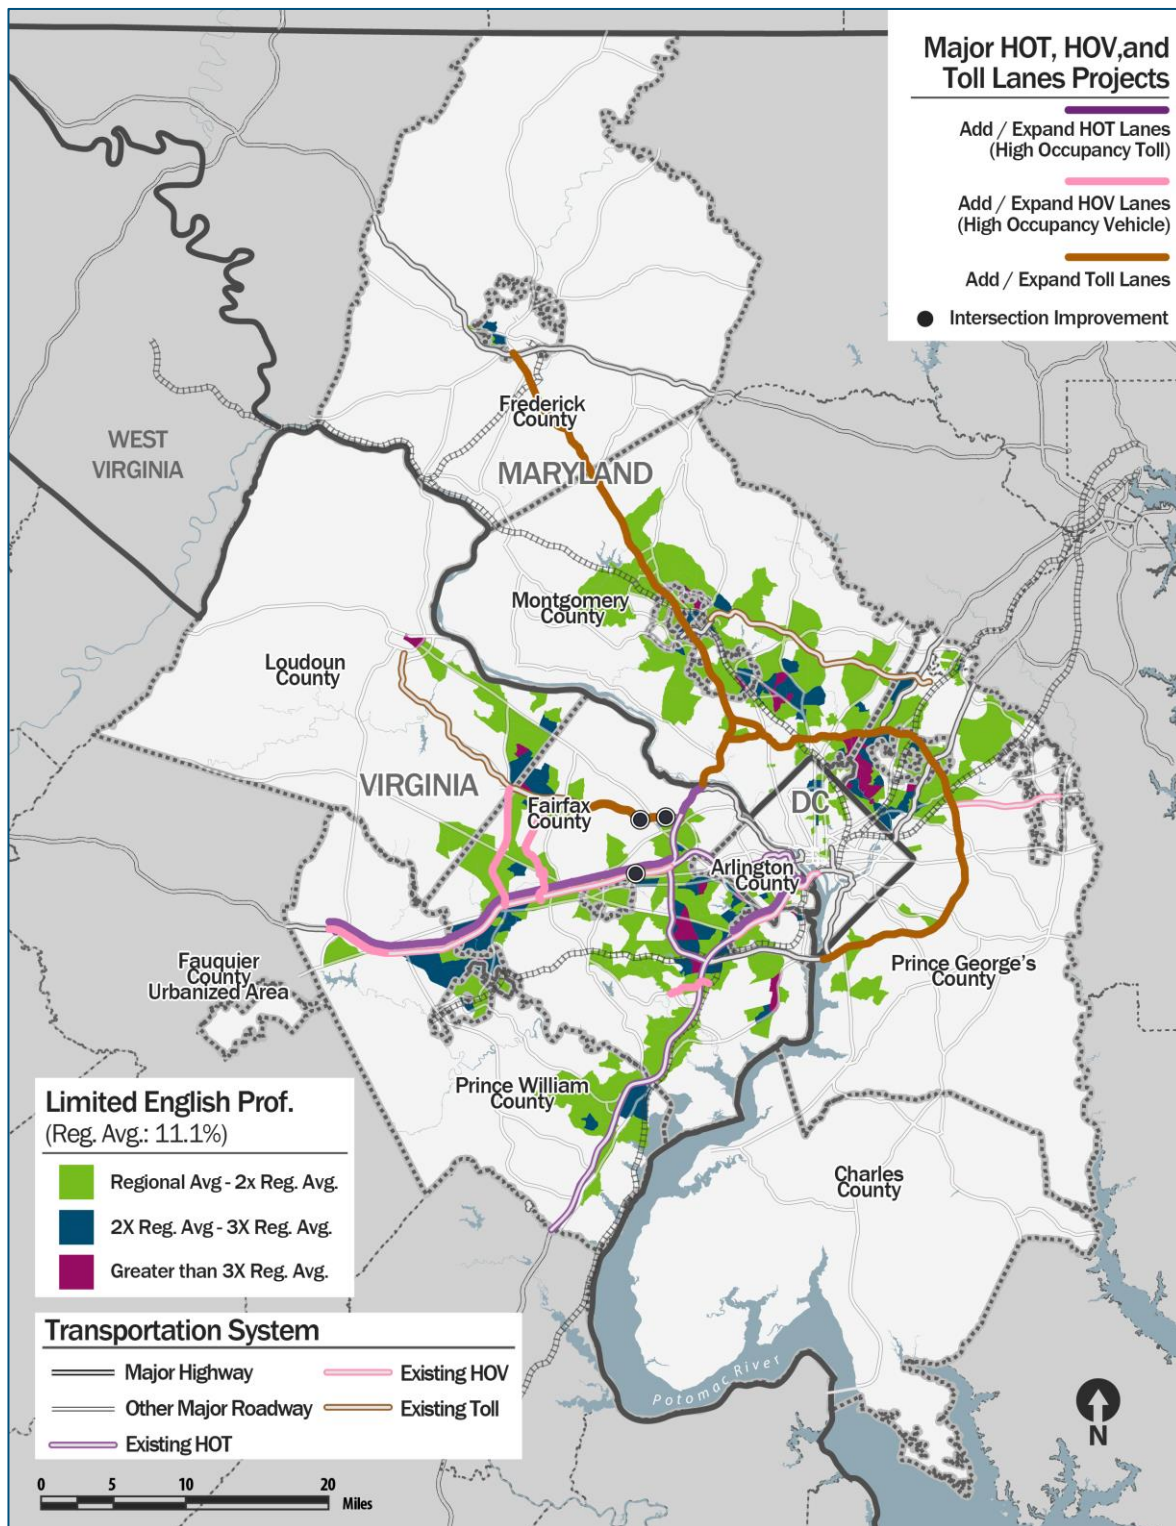 Major HOT, HOV,and
Toll Lanes Projects
Add / Expand HOT Lanes
(High Occupancy Toll)
Add / Expand HOV Lanes
(High Occupancy Vehicle)
Add / Expand Toll Lanes
Intersection Improvement
Frederick
County
WEST
VIRGINIA
MARYLAND
Montgomery
County
Loudoun
County
VIRGINIA
Fairfax
County
DC
Arlington
County
Prince George's
County
Fauquier
County
Urbanized Area
Prince William
County
Charles
County
Limited English Prof.
(Reg. Avg.: 11.1%)
Regional Avg - 2x Reg. Avg.
2X Reg. Avg - 3X Reg. Avg.
Greater than 3X Reg. Avg.
Transportation System
Major Highway
Existing HOV
Other Major Roadway
Existing Toll
Existing HOT
Potomac River
N
0 5 10 20
Miles